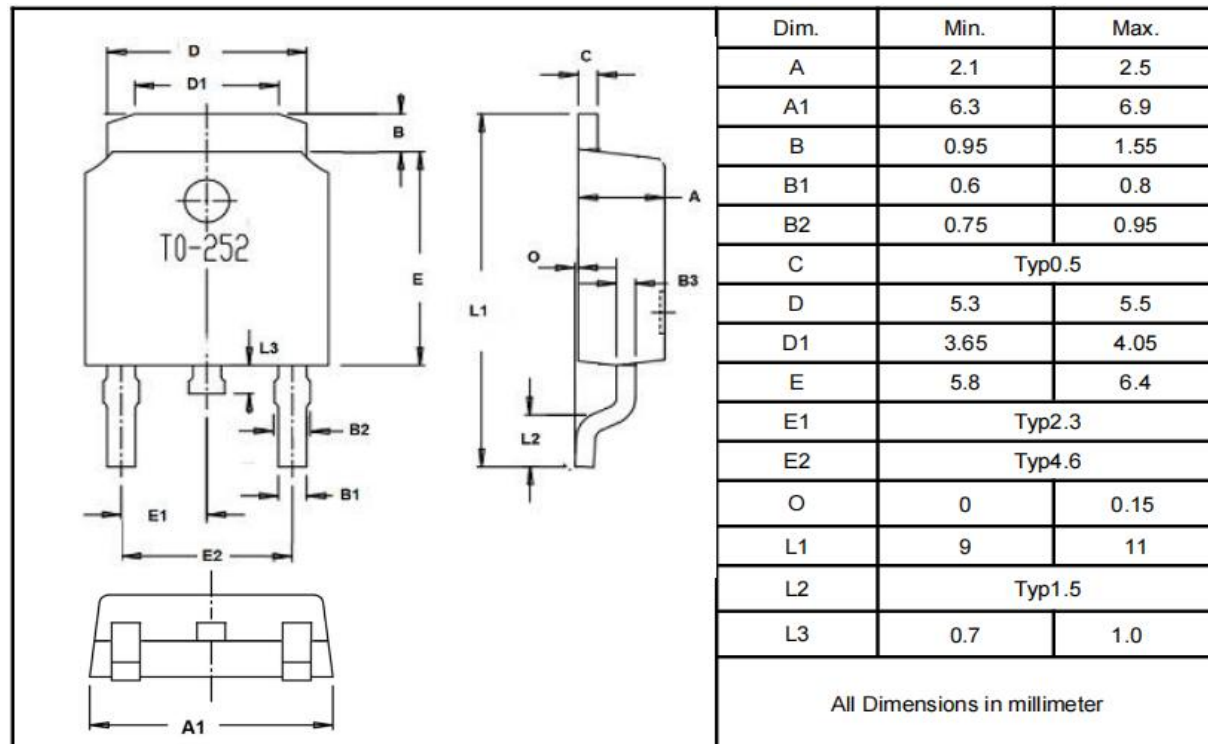 D
D1
B
TO-252
E
L3
B2
B1
E1
E2
A1
C
A
O
B3
L1
L2
Dim. Min. Max.
A 2.1 2.5
A1 6.3 6.9
B 0.95 1.55
B1 0.6 0.8
B2 0.75 0.95
C Typ0.5
D 5.3 5.5
D1 3.65 4.05
E 5.8 6.4
E1 Typ2.3
E2 Typ4.6
O 0 0.15
L1 9 11
L2 Typ1.5
L3 0.7 1.0
All Dimensions in millimeter